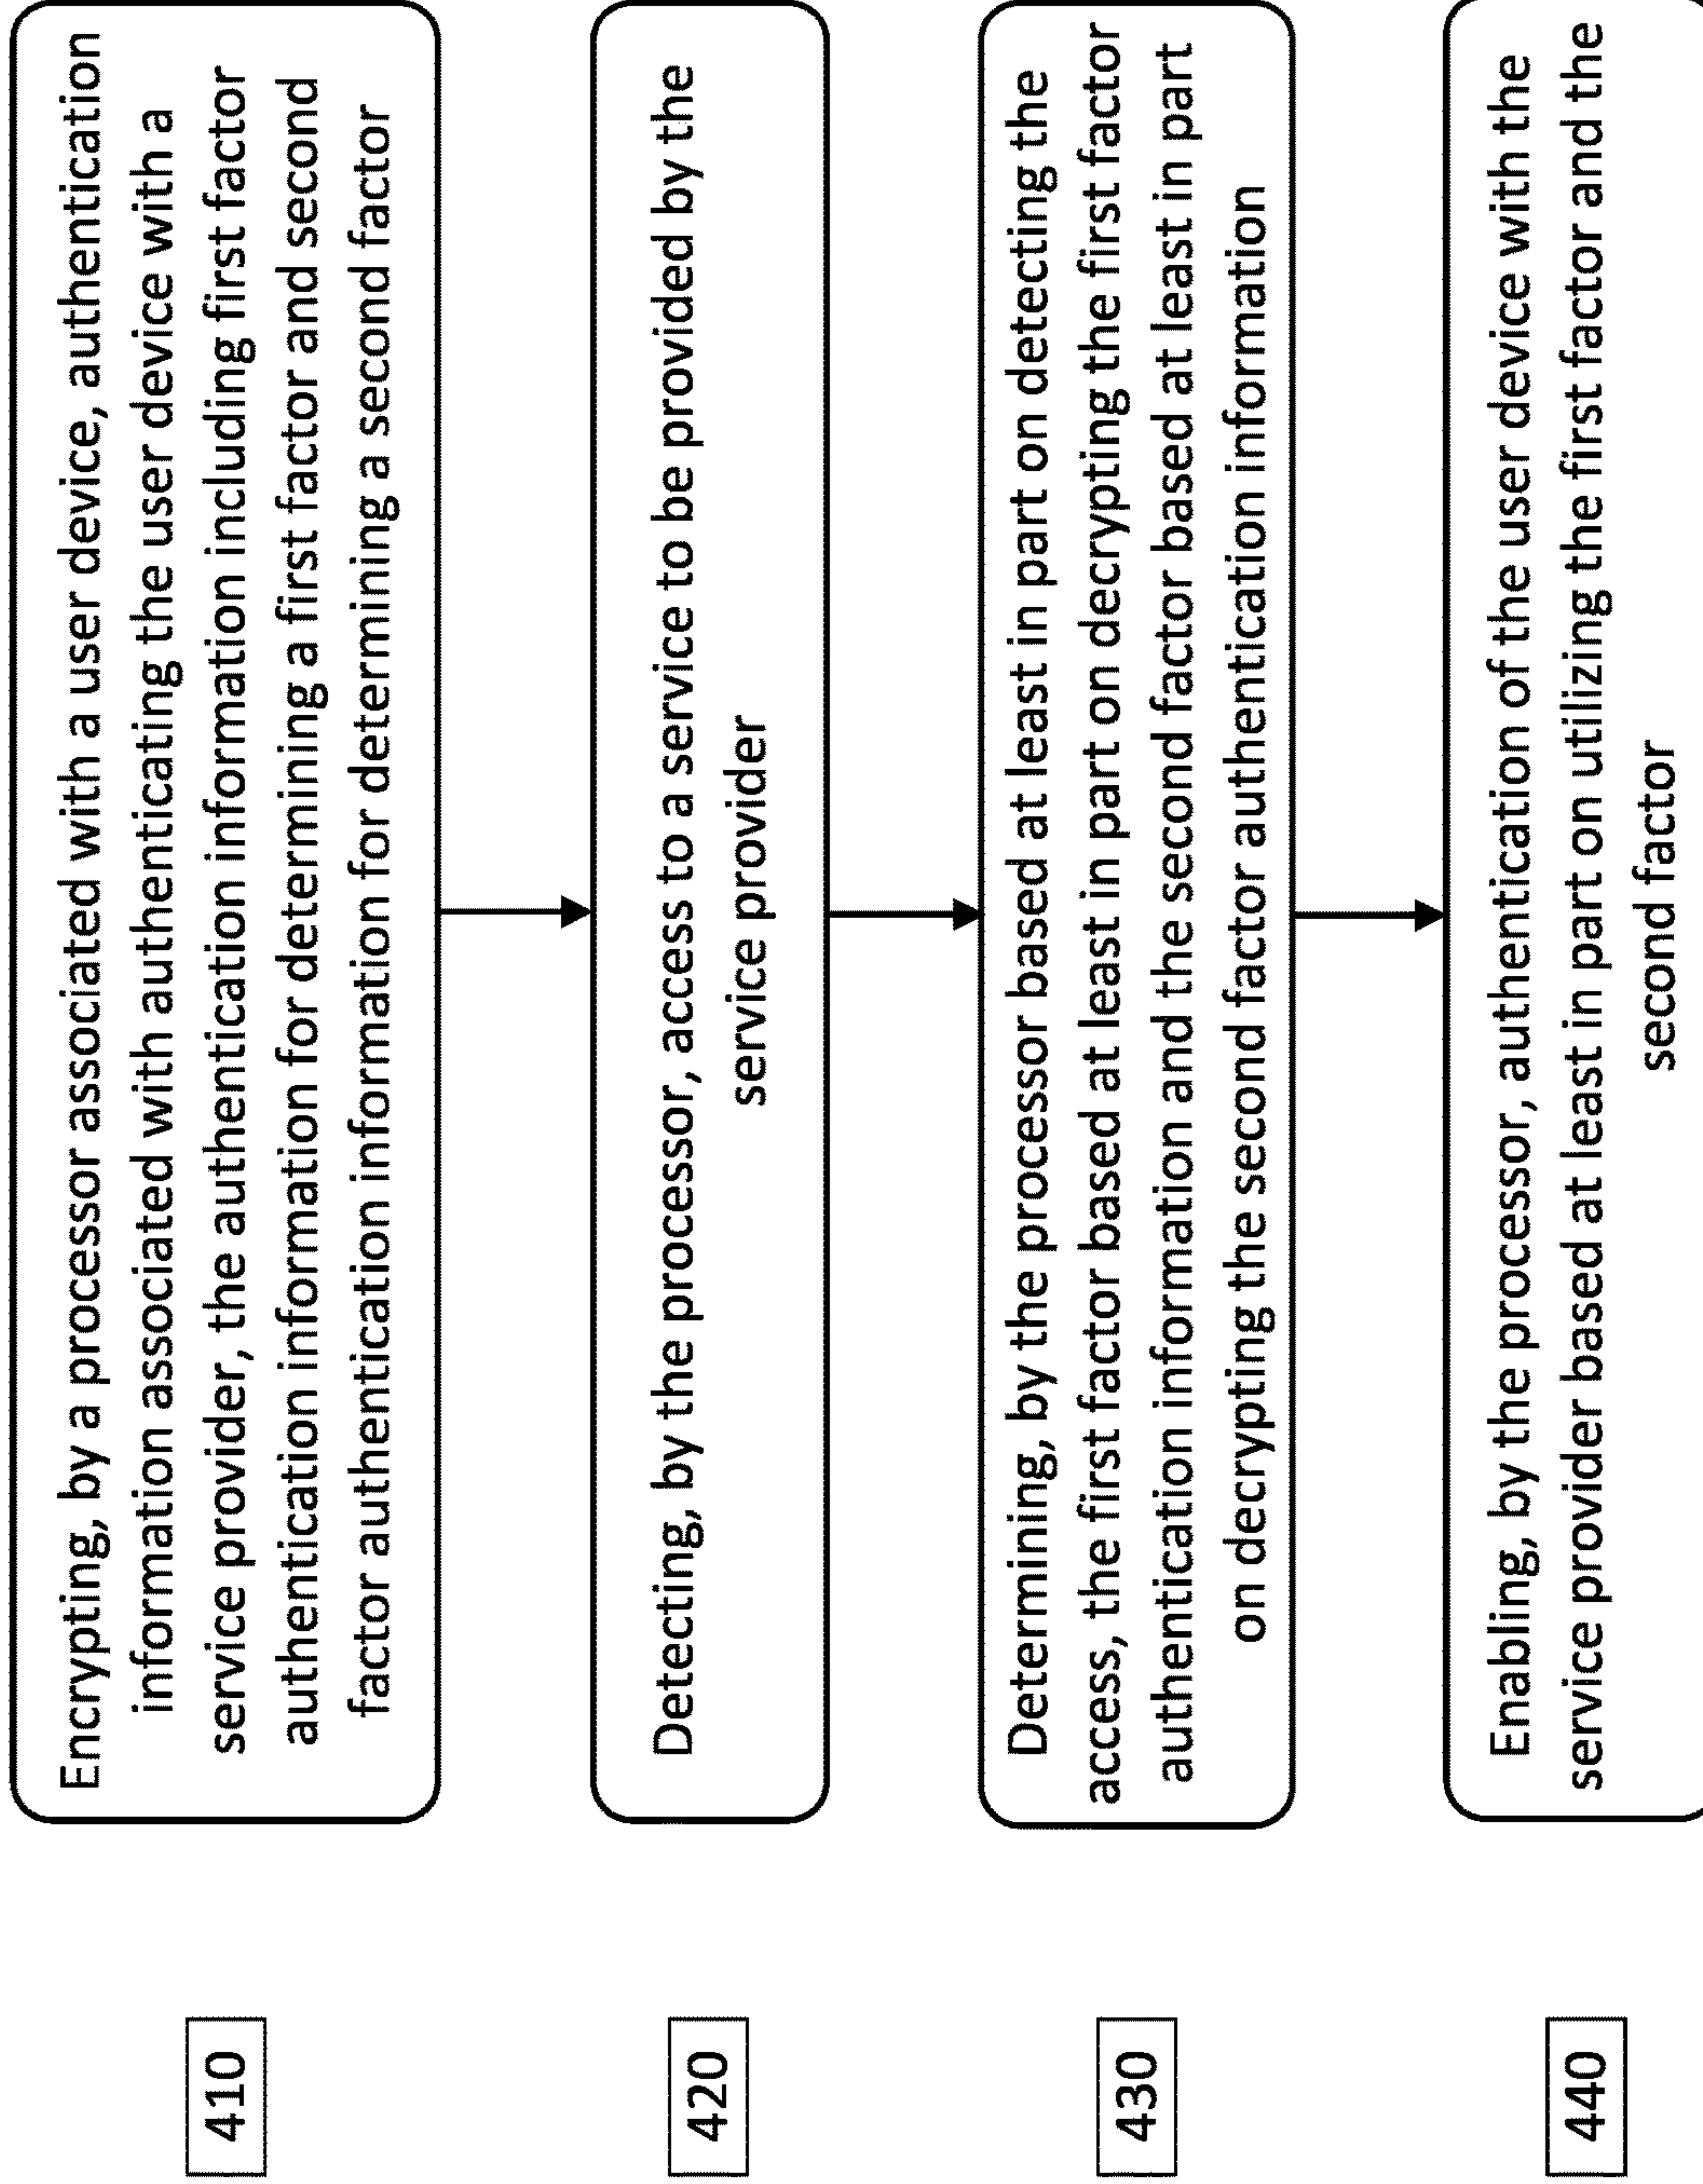 410
Encrypting, by a processor associated with a user device, authentication
information associated with authenticating the user device with a
service provider, the authentication information including first factor
authentication information for determining a first factor and second
factor authentication information for determining a second factor
420
Detecting, by the processor, access to a service to be provided by the
service provider
430
Determining, by the processor based at least in part on detecting the
access, the first factor based at least in part on decrypting the first factor
authentication information and the second factor based at least in part
on decrypting the second factor authentication information
440
Enabling, by the processor, authentication of the user device with the
service provider based at least in part on utilizing the first factor and the
second factor